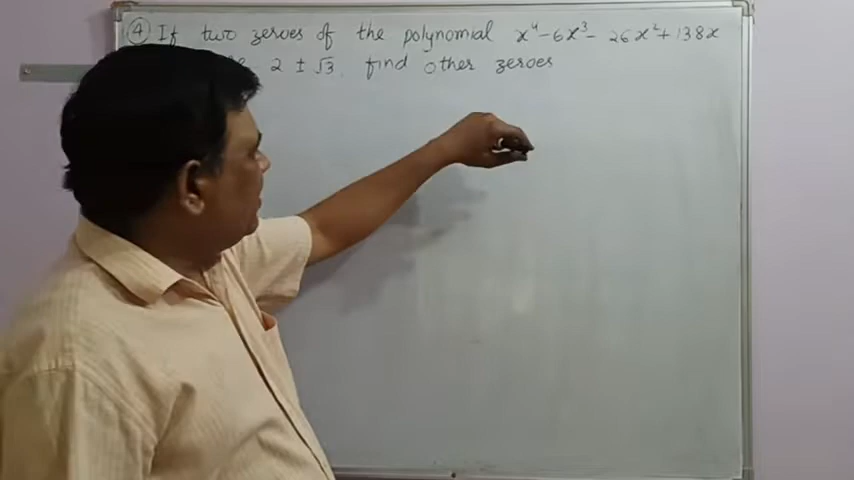 ④ If two zeroes of the polynomial x⁴-6x³-26x²+138x
2 ± √3, find other zeroes